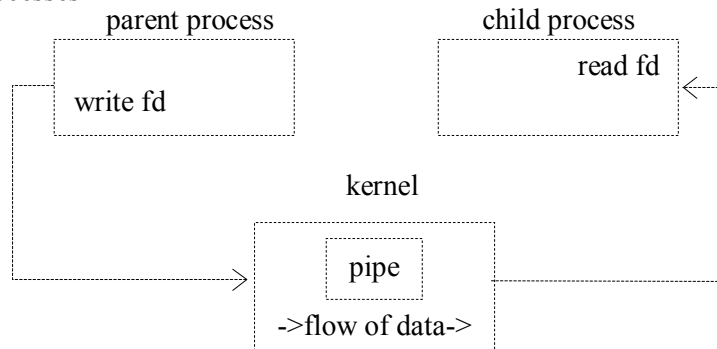 parent process
child process
read fd
write fd
kernel
pipe
->flow of data->